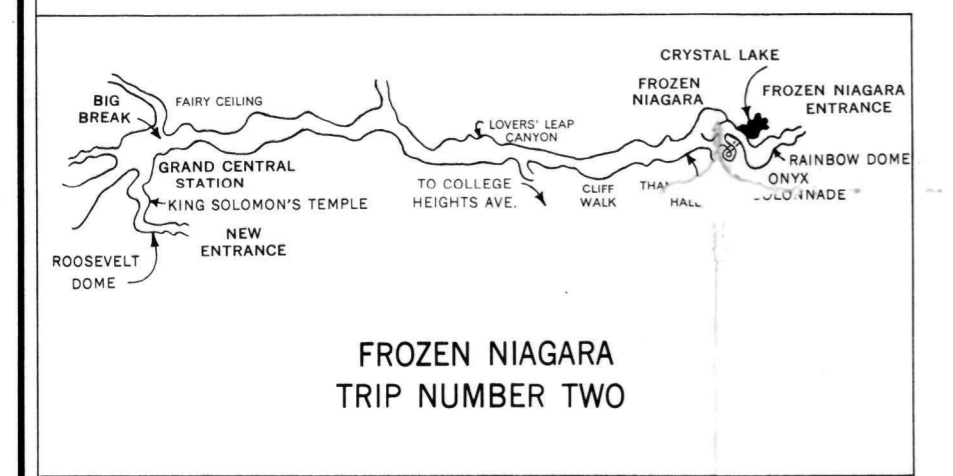 CRYSTAL LAKE
FROZEN
NIAGARA
FROZEN NIAGARA
ENTRANCE
BIG
BREAK
FAIRY CEILING
LOVERS' LEAP
CANYON
RAINBOW DOME
ONYX
GRAND CENTRAL
STATION
TO COLLEGE
HEIGHTS AVE.
CLIFF
WALK
HALL
KING SOLOMON'S TEMPLE
NEW
ENTRANCE
ROOSEVELT
DOME
FROZEN NIAGARA
TRIP NUMBER TWO